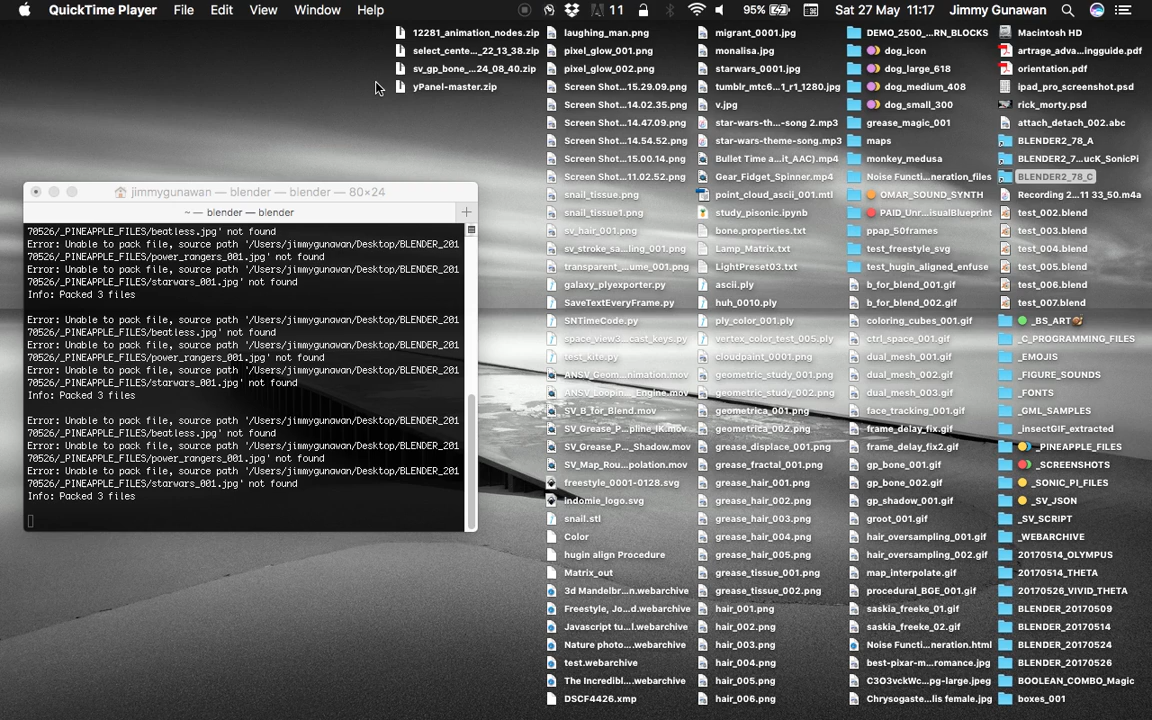 QuickTime Player File Edit View Window Help 11 95% Sat 27 May 11:17 Jimmy Gunawan
12281_animation_nodes.zip
select_cente..._22_13_38.zip
sv_gp_bone_...24_08_40.zip
yPanel-master.zip
jimmygunawan — blender — blender — 80×24
~ — blender — blender
70526/_PINEAPPLE_FILES/beatless.jpg' not found
Error: Unable to pack file, source path '/Users/jimmygunawan/Desktop/BLENDER_201
70526/_PINEAPPLE_FILES/power_rangers_001.jpg' not found
Error: Unable to pack file, source path '/Users/jimmygunawan/Desktop/BLENDER_201
70526/_PINEAPPLE_FILES/starwars_001.jpg' not found
Info: Packed 3 files
Error: Unable to pack file, source path '/Users/jimmygunawan/Desktop/BLENDER_201
70526/_PINEAPPLE_FILES/beatless.jpg' not found
Error: Unable to pack file, source path '/Users/jimmygunawan/Desktop/BLENDER_201
70526/_PINEAPPLE_FILES/power_rangers_001.jpg' not found
Error: Unable to pack file, source path '/Users/jimmygunawan/Desktop/BLENDER_201
70526/_PINEAPPLE_FILES/starwars_001.jpg' not found
Info: Packed 3 files
Error: Unable to pack file, source path '/Users/jimmygunawan/Desktop/BLENDER_201
70526/_PINEAPPLE_FILES/beatless.jpg' not found
Error: Unable to pack file, source path '/Users/jimmygunawan/Desktop/BLENDER_201
70526/_PINEAPPLE_FILES/power_rangers_001.jpg' not found
Error: Unable to pack file, source path '/Users/jimmygunawan/Desktop/BLENDER_201
70526/_PINEAPPLE_FILES/starwars_001.jpg' not found
Info: Packed 3 files
laughing_man.png
pixel_glow_001.png
pixel_glow_002.png
Screen Shot...15.29.09.png
Screen Shot...14.02.35.png
Screen Shot...14.47.09.png
Screen Shot...14.54.52.png
Screen Shot...15.00.14.png
Screen Shot...11.02.52.png
snail_tissue.png
snail_tissue1.png
sv_hair_001.png
sv_stroke_sa...ling_001.png
transparent_...ume_001.png
galaxy_plyexporter.py
SaveTextEveryFrame.py
SNTimeCode.py
space_view3...cast_keys.py
test_kite.py
ANSV_Geom...nimation.mov
ANSV_Loopin..._Engine.mov
SV_B_for_Blend.mov
SV_Grease_P...pline_IK.mov
SV_Grease_P...Shadow.mov
SV_Map_Rou...polation.mov
freestyle_0001-0128.svg
indomie_logo.svg
snail.stl
Color
hugin align Procedure
Matrix_out
3d Mandelbr...n.webarchive
Freestyle, Jo...d.webarchive
Javascript tu...l.webarchive
Nature photo....webarchive
test.webarchive
The Incredibl....webarchive
DSCF4426.xmp
migrant_0001.jpg
monalisa.jpg
starwars_0001.jpg
tumblr_mtc6...1_r1_1280.jpg
v.jpg
star-wars-th...-song 2.mp3
star-wars-theme-song.mp3
Bullet Time a...it_AAC).mp4
Gear_Fidget_Spinner.mp4
point_cloud_ascii_001.mtl
study_pisonic.ipynb
bone.properties.txt
Lamp_Matrix.txt
LightPreset03.txt
ascii.ply
huh_0010.ply
ply_color_001.ply
vertex_color_test_005.ply
cloudpaint_0001.png
geometric_study_001.png
geometric_study_002.png
geometrica_001.png
geometrica_002.png
grease_displace_001.png
grease_fractal_001.png
grease_hair_001.png
grease_hair_002.png
grease_hair_003.png
grease_hair_004.png
grease_hair_005.png
grease_tissue_001.png
grease_tissue_002.png
hair_001.png
hair_002.png
hair_003.png
hair_004.png
hair_005.png
hair_006.png
DEMO_2500_...RN_BLOCKS
dog_icon
dog_large_618
dog_medium_408
dog_small_300
grease_magic_001
maps
monkey_medusa
Noise Functi...neration_files
OMAR_SOUND_SYNTH
PAID_Unr...isualBlueprint
ppap_50frames
test_freestyle_svg
test_hugin_aligned_enfuse
b_for_blend_001.gif
b_for_blend_002.gif
coloring_cubes_001.gif
ctrl_space_001.gif
dual_mesh_001.gif
dual_mesh_002.gif
dual_mesh_003.gif
face_tracking_001.gif
frame_delay_fix.gif
frame_delay_fix2.gif
gp_bone_001.gif
gp_bone_002.gif
gp_shadow_001.gif
groot_001.gif
hair_oversampling_001.gif
hair_oversampling_002.gif
map_interpolate.gif
procedural_BGE_001.gif
saskia_freeke_01.gif
saskia_freeke_02.gif
Noise Functi...neration.html
best-pixar-m...romance.jpg
C3O3vckWc...pg-large.jpeg
Chrysogaste...lis female.jpg
Macintosh HD
artrage_adva...ingguide.pdf
orientation.pdf
ipad_pro_screenshot.psd
rick_morty.psd
attach_detach_002.abc
BLENDER2_78_A
BLENDER2_7...ucK_SonicPi
BLENDER2_78_C
Recording 2...11 33_50.m4a
test_002.blend
test_003.blend
test_004.blend
test_005.blend
test_006.blend
test_007.blend
_BS_ART
_C_PROGRAMMING_FILES
_EMOJIS
_FIGURE_SOUNDS
_FONTS
_GML_SAMPLES
_insectGIF_extracted
_PINEAPPLE_FILES
_SCREENSHOTS
_SONIC_PI_FILES
_SV_JSON
_SV_SCRIPT
_WEBARCHIVE
20170514_OLYMPUS
20170514_THETA
20170526_VIVID_THETA
BLENDER_20170509
BLENDER_20170514
BLENDER_20170524
BLENDER_20170526
BOOLEAN_COMBO_Magic
boxes_001